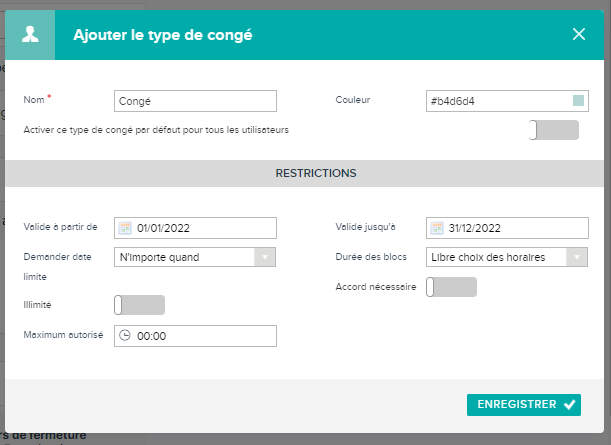 Ajouter le type de congé
Nom *
Congé
Couleur
#b4d6d4
Activer ce type de congé par défaut pour tous les utilisateurs
RESTRICTIONS
Valide à partir de
01/01/2022
Valide jusqu'à
31/12/2022
Demander date
limite
N'importe quand
Durée des blocs
Libre choix des horaires
Illimité
Accord nécessaire
Maximum autorisé
00:00
ENREGISTRER
rs de fermeture